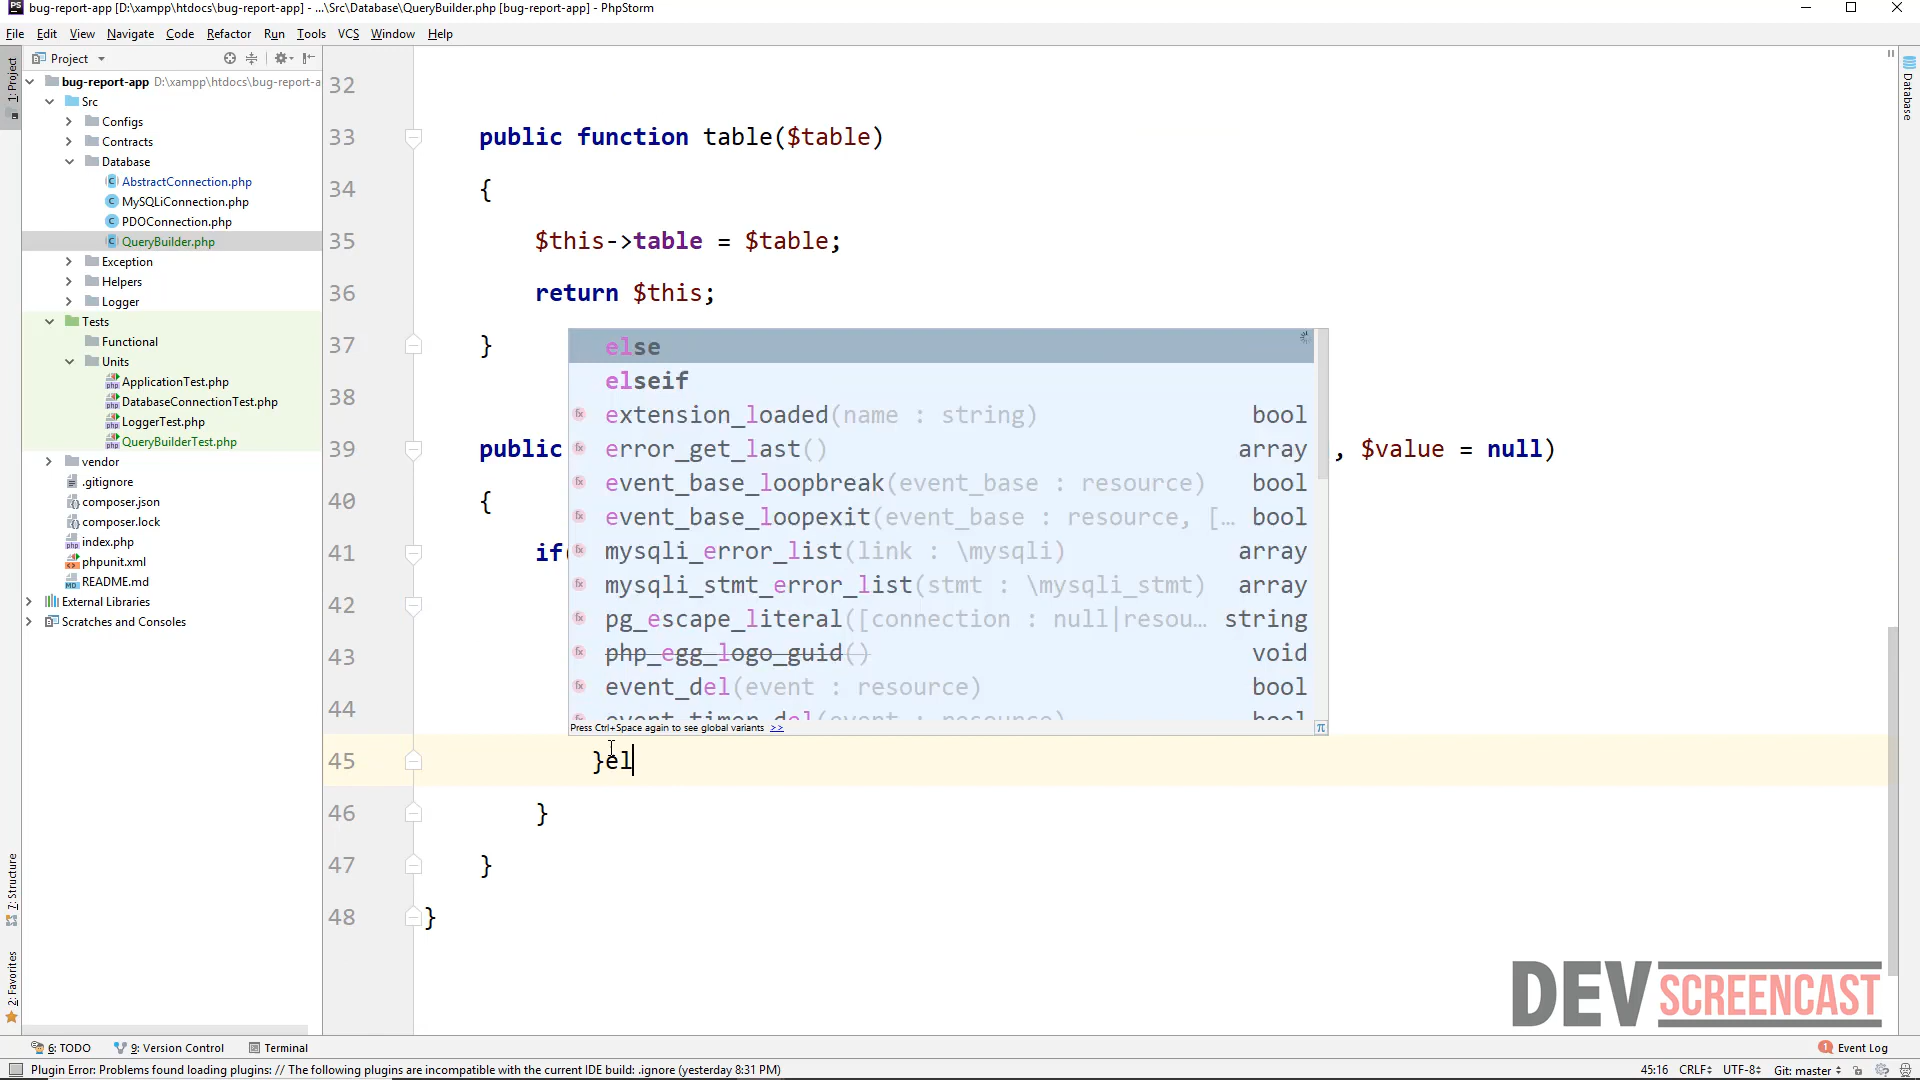 bug-report-app [D:\xampp\htdocs\bug-report-app] - ...\Src\Database\QueryBuilder.php [bug-report-app] - PhpStorm
File Edit View Navigate Code Refactor Run Tools VCS Window Help
Project
bug-report-app D:\xampp\htdocs\bug-report-a
Src
Configs
Contracts
Database
AbstractConnection.php
MySQLiConnection.php
PDOConnection.php
QueryBuilder.php
Exception
Helpers
Logger
Tests
Functional
Units
ApplicationTest.php
DatabaseConnectionTest.php
LoggerTest.php
QueryBuilderTest.php
vendor
.gitignore
composer.json
composer.lock
index.php
phpunit.xml
README.md
External Libraries
Scratches and Consoles
1: Project
7: Structure
2: Favorites
Database
32
33 public function table($table)
34 {
35 $this->table = $table;
36 return $this;
37 }
38
39 public , $value = null)
40 {
41 if(
42
43
44
45 }el
46 }
47 }
48 }
else
elseif
extension_loaded(name : string) bool
error_get_last() array
event_base_loopbreak(event_base : resource) bool
event_base_loopexit(event_base : resource, [... bool
mysqli_error_list(link : \mysqli) array
mysqli_stmt_error_list(stmt : \mysqli_stmt) array
pg_escape_literal([connection : null|resou... string
php_egg_logo_guid() void
event_del(event : resource) bool
event_timer_del(event : resource) bool
Press Ctrl+Space again to see global variants >>
π
DEV SCREENCAST
6: TODO 9: Version Control Terminal 1 Event Log
Plugin Error: Problems found loading plugins: // The following plugins are incompatible with the current IDE build: .ignore (yesterday 8:31 PM) 45:16 CRLF UTF-8 Git: master